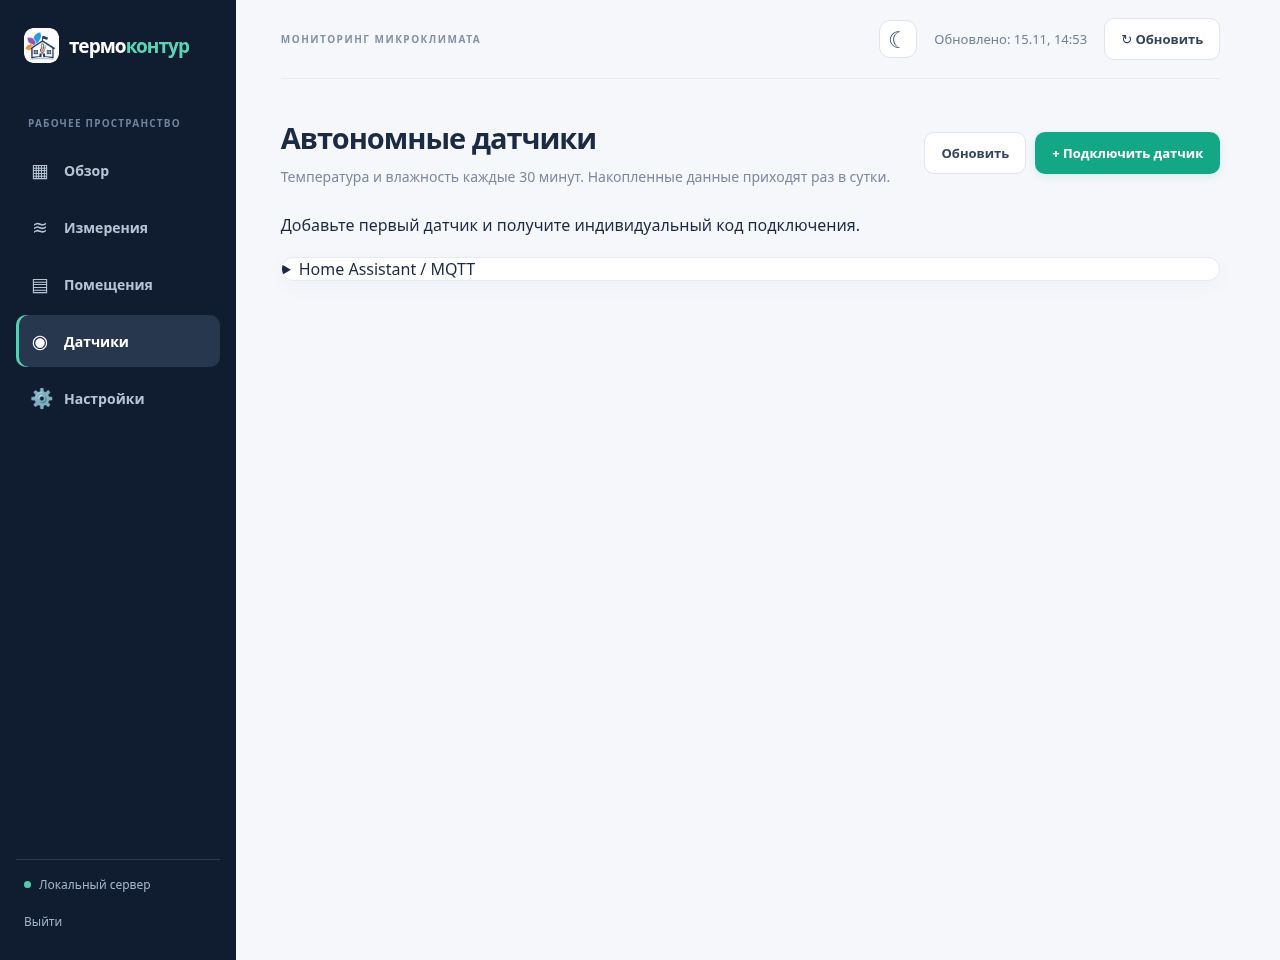 термоконтур
РАБОЧЕЕ ПРОСТРАНСТВО
Обзор
Измерения
Помещения
Датчики
Настройки
Локальный сервер
Выйти
МОНИТОРИНГ МИКРОКЛИМАТА
Обновлено: 15.11, 14:53
↻ Обновить
Автономные датчики
Температура и влажность каждые 30 минут. Накопленные данные приходят раз в сутки.
Обновить
+ Подключить датчик
Добавьте первый датчик и получите индивидуальный код подключения.
Home Assistant / MQTT